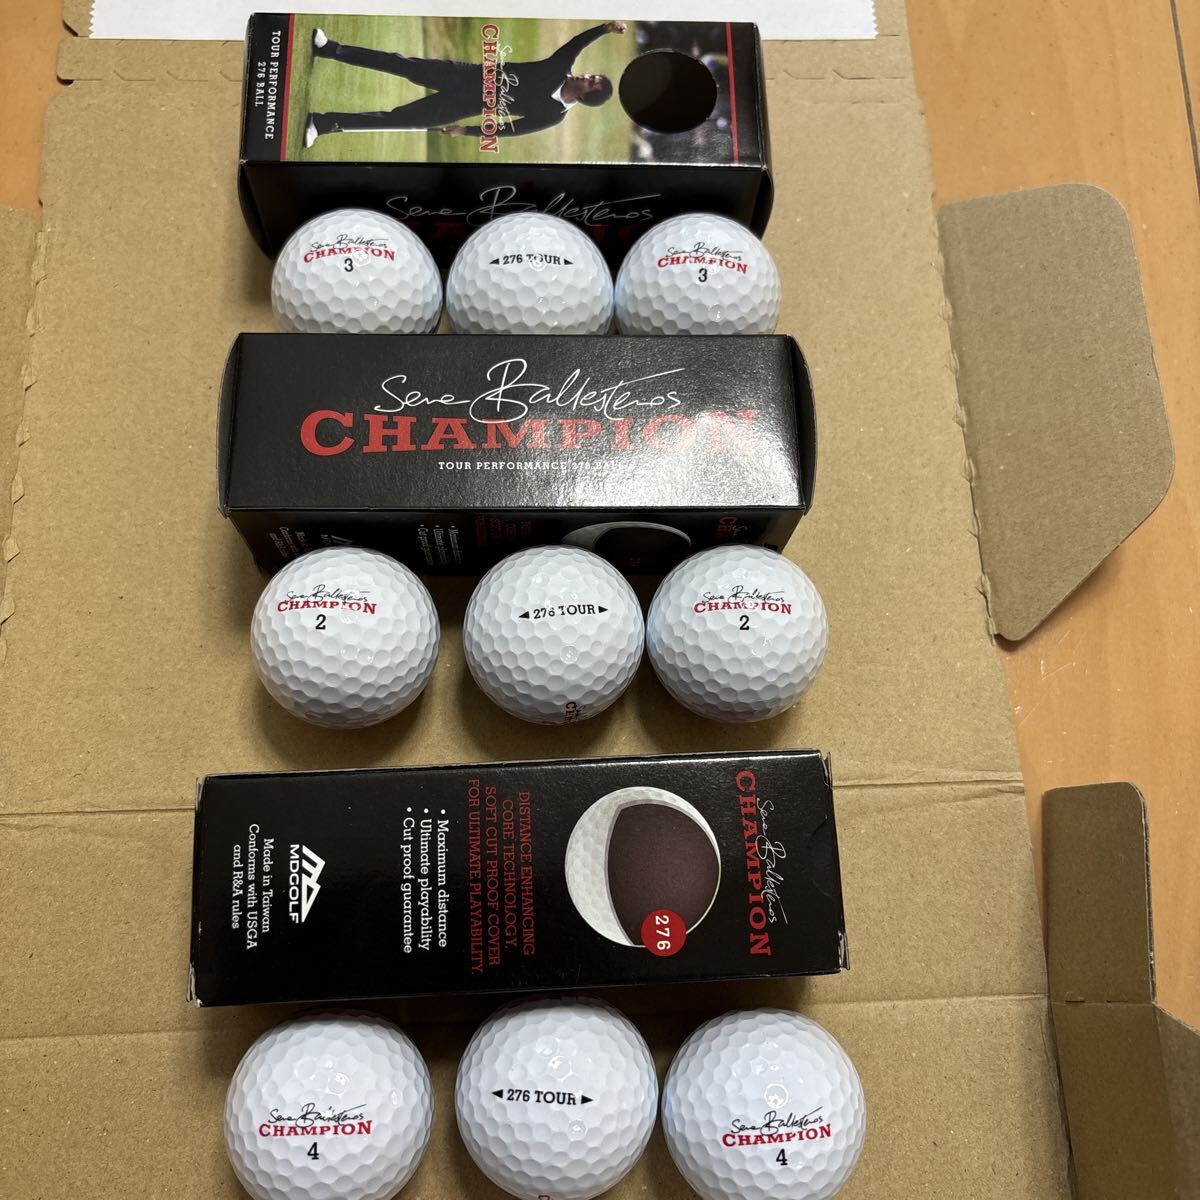 TOUR PERFORMANCE
276 BALL
Seve Ballesteros
CHAMPION
Seve Ballesteros
Seve Ballesteros
CHAMPION
3
276 TOUR
Seve Ballesteros
CHAMPION
3
Seve Ballesteros
CHAMPION
TOUR PERFORMANCE 276 BALL
Seve Ballesteros
CHAMPION
2
276 TOUR
Seve Ballesteros
CHAMPION
2
Seve Ballesteros
CHAMPION
276
DISTANCE ENHANCING
CORE TECHNOLOGY.
SOFT CUT PROOF COVER
FOR ULTIMATE PLAYABILITY.
• Maximum distance
• Ultimate playability
• Cut proof guarantee
MDGOLF
Made in Taiwan
Conforms with USGA
and R&A rules
Seve Ballesteros
CHAMPION
4
276 TOUR
Seve Ballesteros
CHAMPION
4